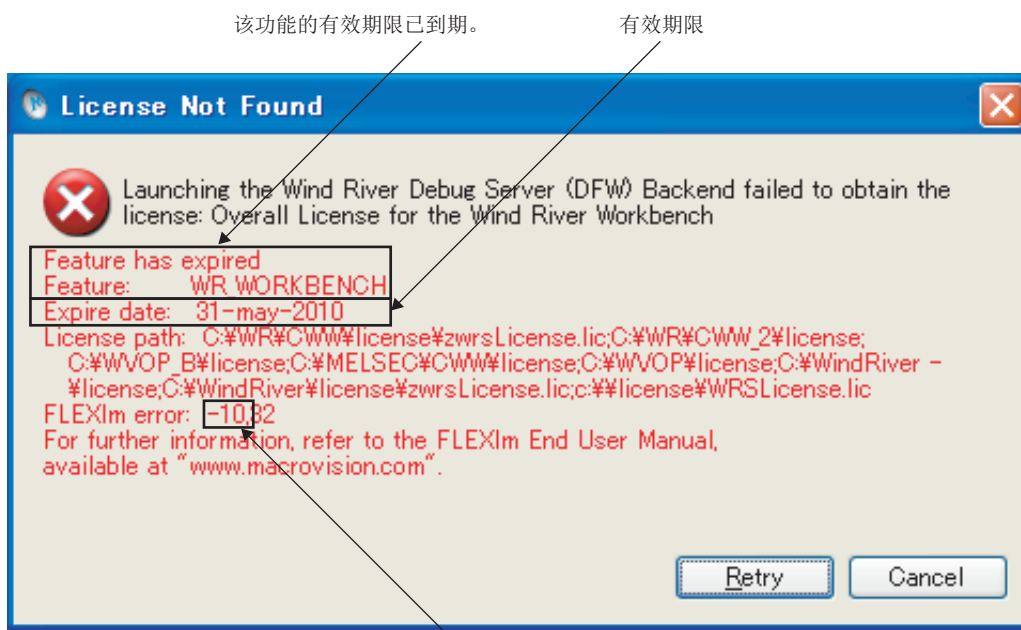 该功能的有效期限已到期。 有效期限
License Not Found
Launching the Wind River Debug Server (DFW) Backend failed to obtain the
license: Overall License for the Wind River Workbench
Feature has expired
Feature: WR_WORKBENCH
Expire date: 31-may-2010
License path: C:¥WR¥CWW¥license¥zwrsLicense.lic;C:¥WR¥CWW_2¥license;
C:¥WVOP_B¥license;C:¥MELSEC¥CWW¥license;C:¥WVOP¥license;C:¥WindRiver -
¥license;C:¥WindRiver¥license¥zwrsLicense.lic;c:¥¥license¥WRSLicense.lic
FLEXlm error: -10,32
For further information, refer to the FLEXlm End User Manual,
available at "www.macrovision.com".
Retry Cancel